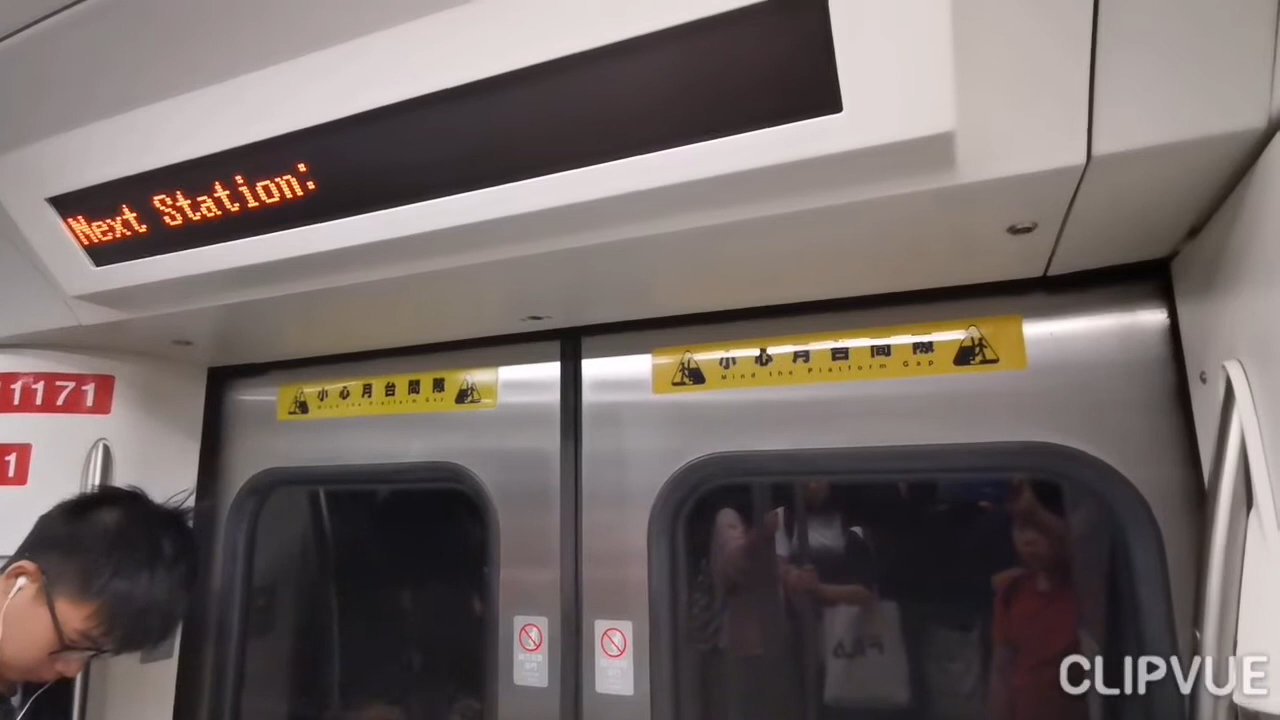 Next Station:
1171
1
小心月台間隙
Mind the Platform Gap
小心月台間隙
Mind the Platform Gap
FILA
CLIPVUE